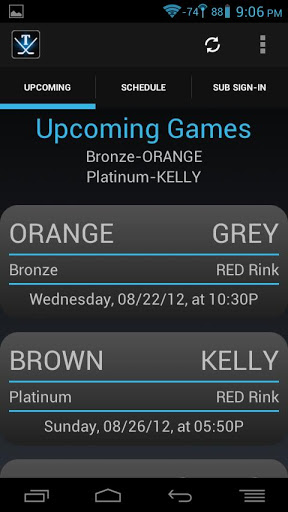 -74 88 9:06 PM
T
UPCOMING SCHEDULE SUB SIGN-IN
Upcoming Games
Bronze-ORANGE
Platinum-KELLY
ORANGE GREY
Bronze RED Rink
Wednesday, 08/22/12, at 10:30P
BROWN KELLY
Platinum RED Rink
Sunday, 08/26/12, at 05:50P